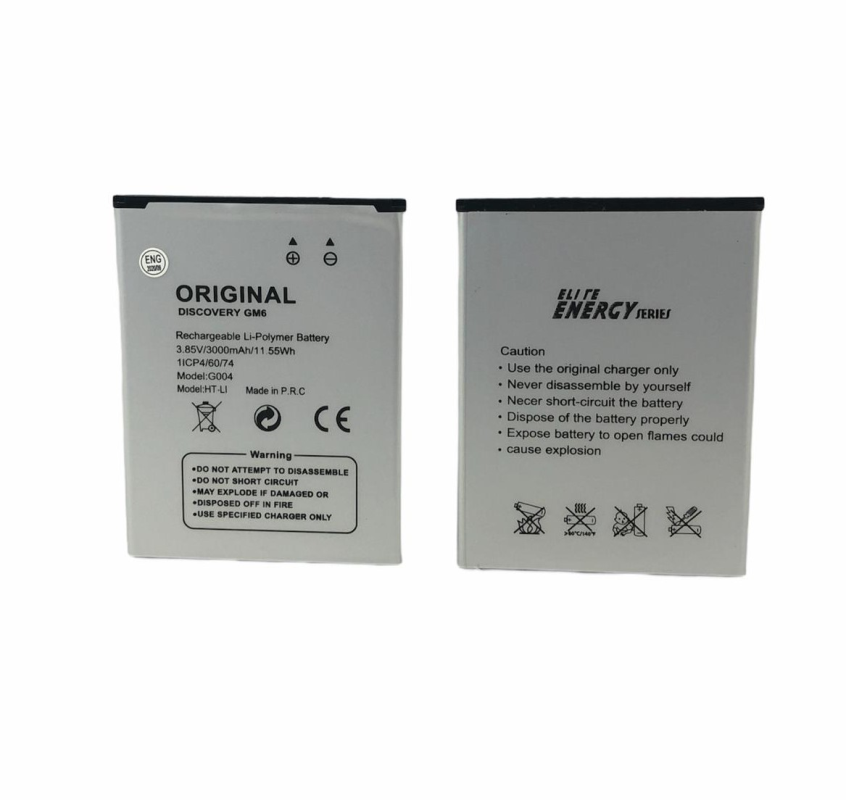 ENG
ORIGINAL
DISCOVERY GM6
Rechargeable Li-Polymer Battery
3.85V/3000mAh/11.55Wh
1ICP4/60/74
Model:G004
Model:HT-LI Made in P.R.C
CE
Warning
•DO NOT ATTEMPT TO DISASSEMBLE
•DO NOT SHORT CIRCUIT
•MAY EXPLODE IF DAMAGED OR
•DISPOSED OFF IN FIRE
•USE SPECIFIED CHARGER ONLY
ELITE
ENERGY SERIES
Caution
• Use the original charger only
• Never disassemble by yourself
• Necer short-circuit the battery
• Dispose of the battery properly
• Expose battery to open flames could
• cause explosion